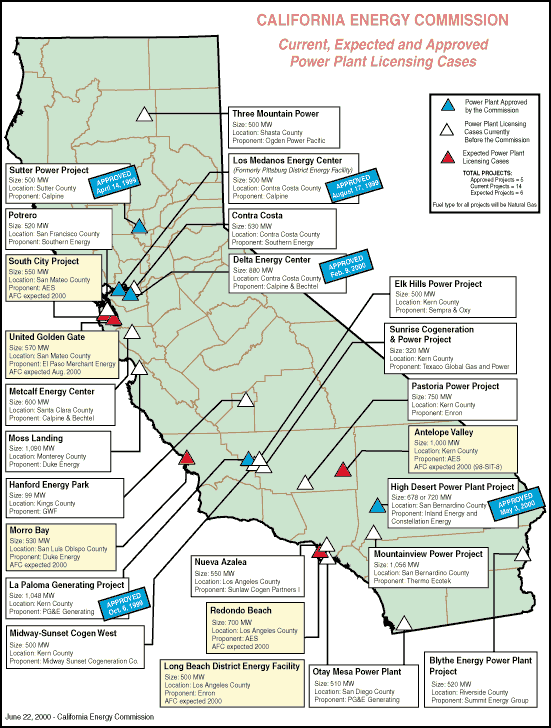 CALIFORNIA ENERGY COMMISSION
Current, Expected and Approved
Power Plant Licensing Cases
Power Plant Approved
by the Commission
Power Plant Licensing
Cases Currently
Before the Commission
Expected Power Plant
Licensing Cases
TOTAL PROJECTS:
Approved Projects = 5
Current Projects = 14
Expected Projects = 6
Fuel type for all projects will be Natural Gas
Three Mountain Power
Size: 500 MW
Location: Shasta County
Proponent: Ogden Power Pacific
Sutter Power Project
Size: 500 MW
Location: Sutter County
Proponent: Calpine
APPROVED
April 14, 1999
Los Medanos Energy Center
(Formerly Pittsburg District Energy Facility)
Size: 500 MW
Location: Contra Costa County
Proponent: Calpine
APPROVED
August 17, 1999
Potrero
Size: 520 MW
Location: San Francisco County
Proponent: Southern Energy
Contra Costa
Size: 530 MW
Location: Contra Costa County
Proponent: Southern Energy
South City Project
Size: 550 MW
Location: San Mateo County
Proponent: AES
AFC expected 2000
Delta Energy Center
Size: 880 MW
Location: Contra Costa County
Proponent: Calpine & Bechtel
APPROVED
Feb. 9, 2000
Elk Hills Power Project
Size: 500 MW
Location: Kern County
Proponent: Sempra & Oxy
United Golden Gate
Size: 570 MW
Location: San Mateo County
Proponent: El Paso Merchant Energy
AFC expected Aug. 2000
Sunrise Cogeneration
& Power Project
Size: 320 MW
Location: Kern County
Proponent: Texaco Global Gas and Power
Metcalf Energy Center
Size: 600 MW
Location: Santa Clara County
Proponent: Calpine & Bechtel
Pastoria Power Project
Size: 750 MW
Location: Kern County
Proponent: Enron
Moss Landing
Size: 1,090 MW
Location: Monterey County
Proponent: Duke Energy
Antelope Valley
Size: 1,000 MW
Location: Kern County
Proponent: AES
AFC expected 2000 (98-SIT-8)
Hanford Energy Park
Size: 99 MW
Location: Kings County
Proponent: GWF
High Desert Power Plant Project
Size: 678 or 720 MW
Location: San Bernardino County
Proponent: Inland Energy and
Constellation Energy
APPROVED
May 3, 2000
Morro Bay
Size: 530 MW
Location: San Luis Obispo County
Proponent: Duke Energy
AFC expected 2000
Mountainview Power Project
Size: 1,056 MW
Location: San Bernardino County
Proponent: Thermo Ecotek
La Paloma Generating Project
Size: 1,048 MW
Location: Kern County
Proponent: PG&E Generating
APPROVED
Oct. 6, 1999
Nueva Azalea
Size: 550 MW
Location: Los Angeles County
Proponent: Sunlaw Cogen Partners I
Redondo Beach
Size: 700 MW
Location: Los Angeles County
Proponent: AES
AFC expected 2000
Midway-Sunset Cogen West
Size: 500 MW
Location: Kern County
Proponent: Midway Sunset Cogeneration Co.
Long Beach District Energy Facility
Size: 500 MW
Location: Los Angeles County
Proponent: Enron
AFC expected 2000
Otay Mesa Power Plant
Size: 510 MW
Location: San Diego County
Proponent: PG&E Generating
Blythe Energy Power Plant
Project
Size: 520 MW
Location: Riverside County
Proponent: Summit Energy Group
June 22, 2000 - California Energy Commission